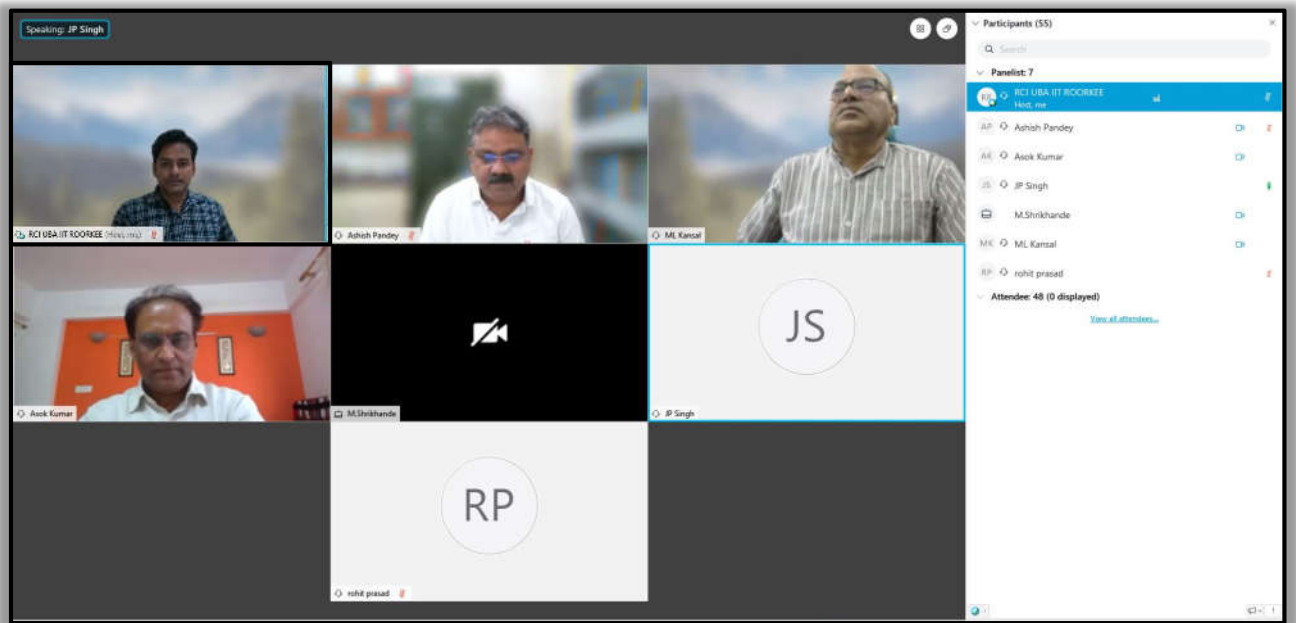 Speaking: JP Singh
RCI UBA IIT ROORKEE (Host, me)
Ashish Pandey
ML Kansal
Asok Kumar
M.Shrikhande
JS
JP Singh
RP
rohit prasad
Participants (55)
Search
Panelist: 7
RCI UBA IIT ROORKEE
Host, me
AP Ashish Pandey
AK Asok Kumar
JS JP Singh
M.Shrikhande
MK ML Kansal
RP rohit prasad
Attendee: 48 (0 displayed)
View all attendees...